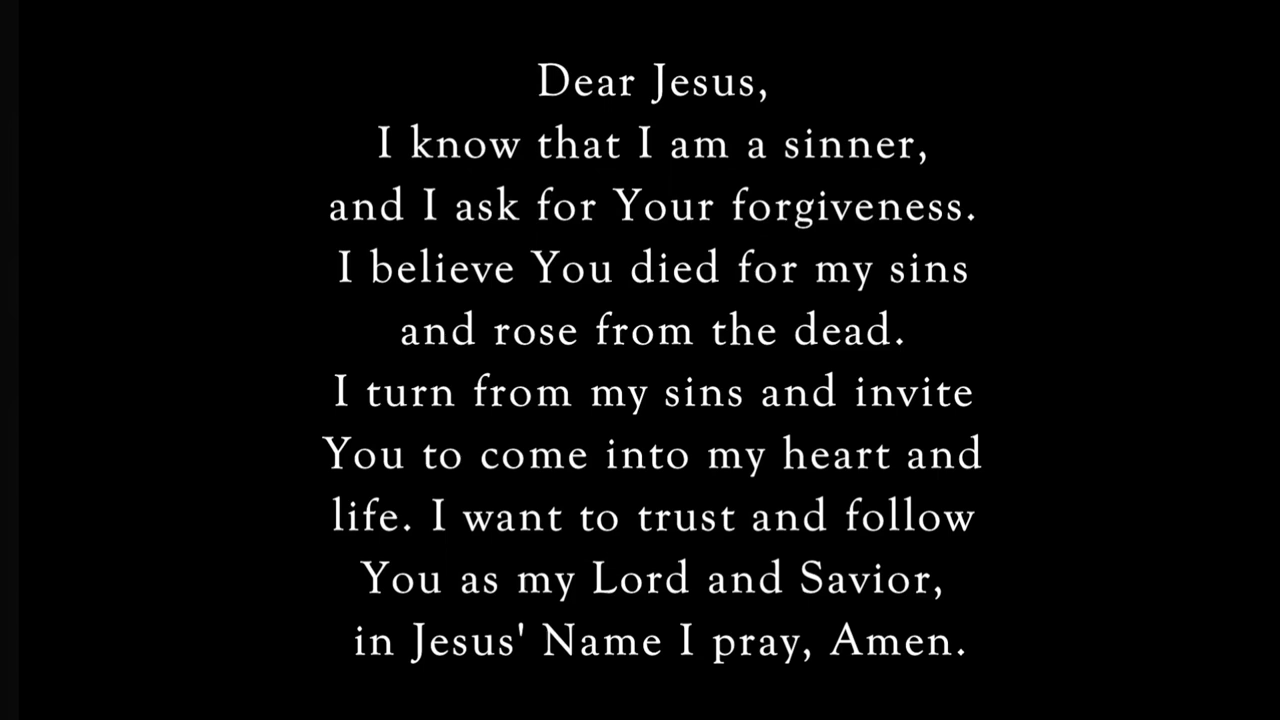 Dear Jesus,
I know that I am a sinner,
and I ask for Your forgiveness.
I believe You died for my sins
and rose from the dead.
I turn from my sins and invite
You to come into my heart and
life. I want to trust and follow
You as my Lord and Savior,
in Jesus' Name I pray, Amen.